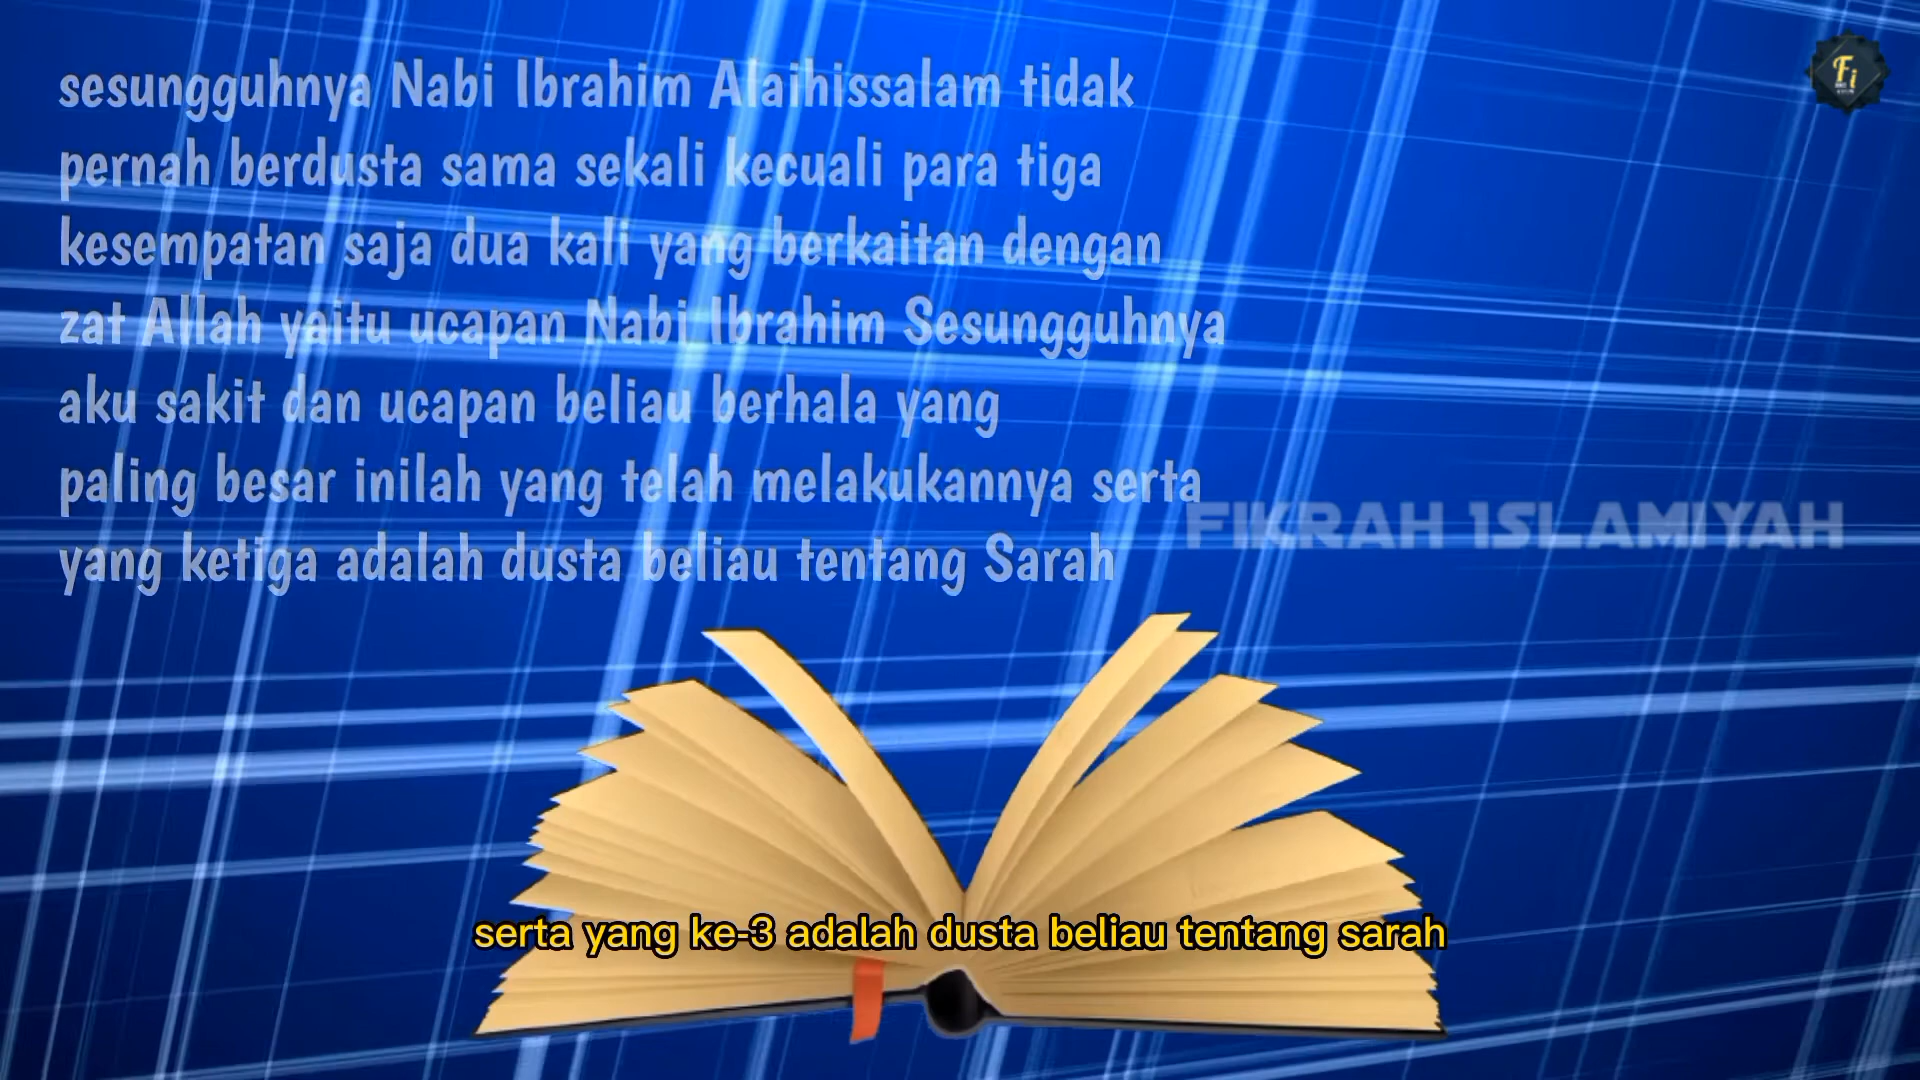 sesungguhnya Nabi Ibrahim Alaihissalam tidak
pernah berdusta sama sekali kecuali para tiga
kesempatan saja dua kali yang berkaitan dengan
zat Allah yaitu ucapan Nabi Ibrahim Sesungguhnya
aku sakit dan ucapan beliau berhala yang
paling besar inilah yang telah melakukannya serta
yang ketiga adalah dusta beliau tentang Sarah
FIKRAH ISLAMIYAH
Fi
serta yang ke-3 adalah dusta beliau tentang sarah